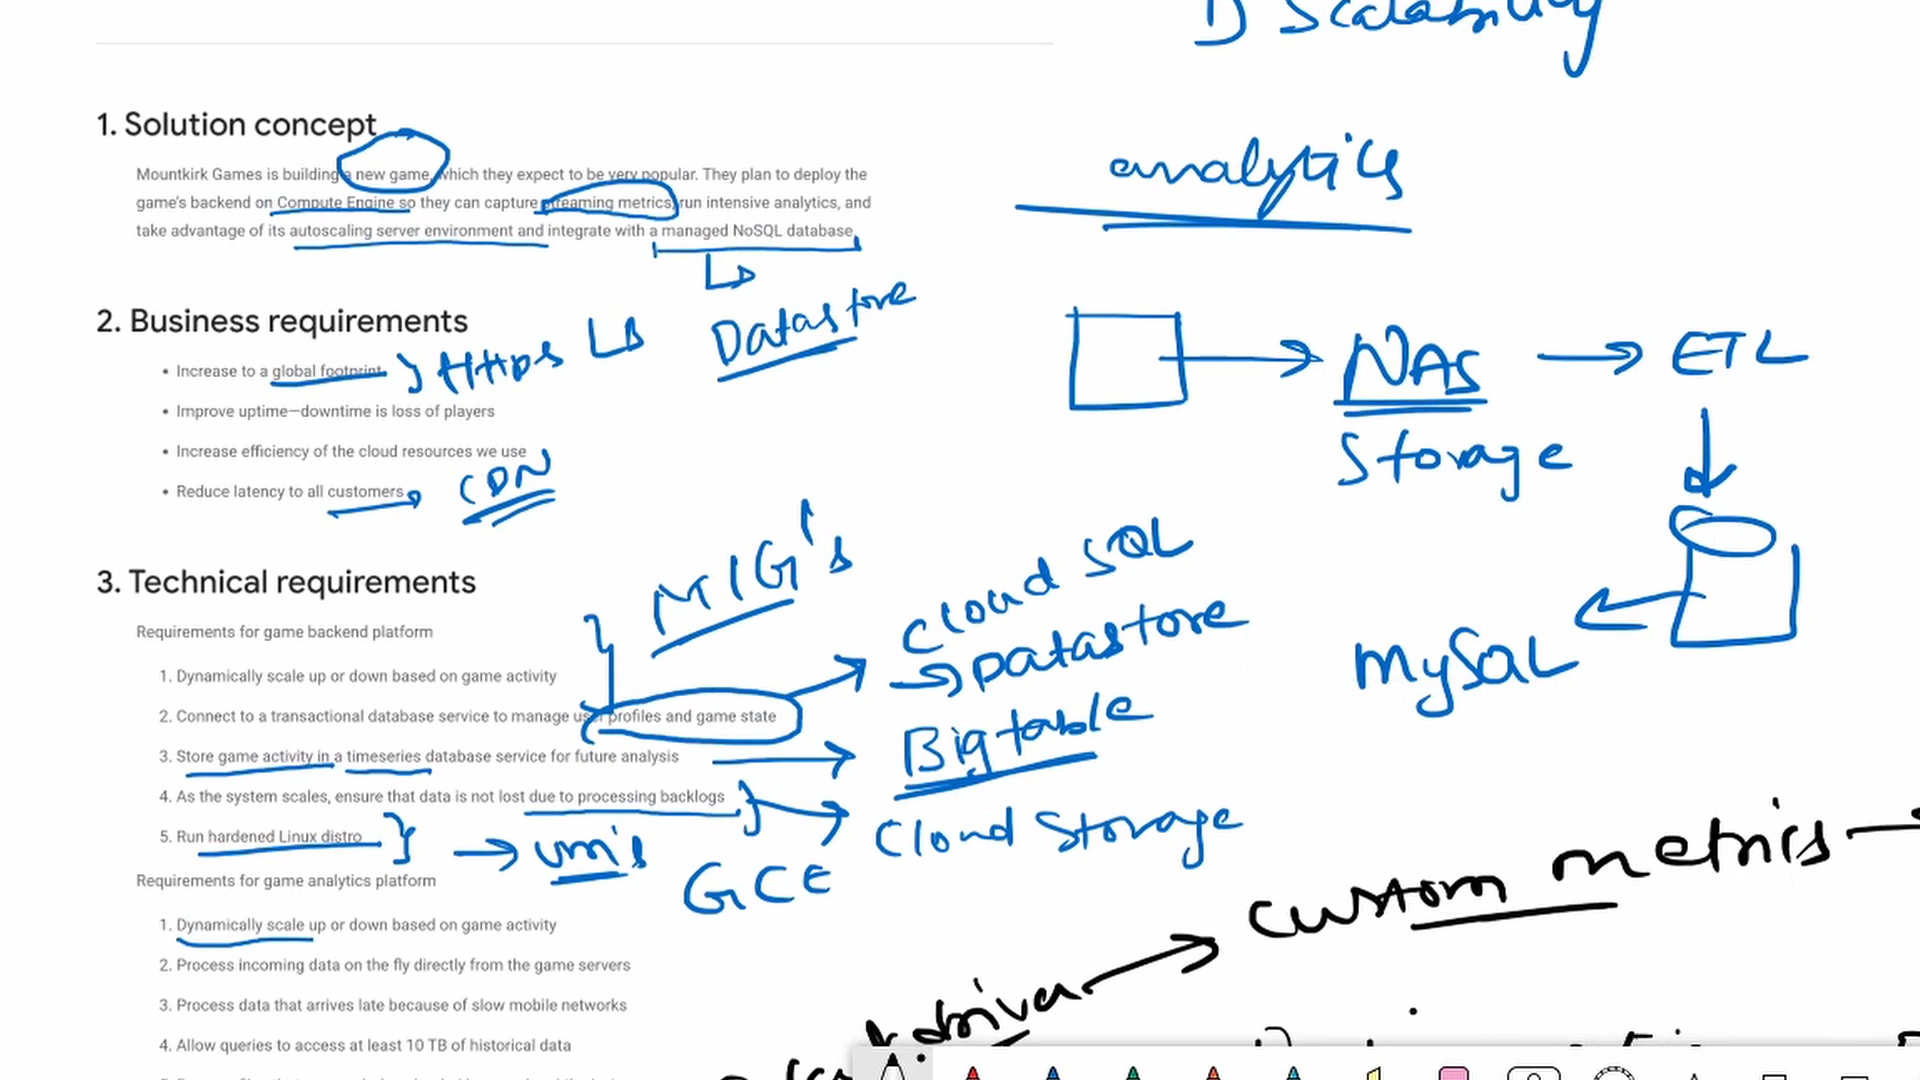 1) Scalability
1. Solution concept
Mountkirk Games is building a new game, which they expect to be very popular. They plan to deploy the
game's backend on Compute Engine so they can capture streaming metrics, run intensive analytics, and
take advantage of its autoscaling server environment and integrate with a managed NoSQL database.
Datastore
analytics
NAS
Storage
ETL
MySQL
2. Business requirements
• Increase to a global footprint
HTTPS LB
• Improve uptime—downtime is loss of players
• Increase efficiency of the cloud resources we use
• Reduce latency to all customers
CDN
3. Technical requirements
MIG's
Requirements for game backend platform
1. Dynamically scale up or down based on game activity
2. Connect to a transactional database service to manage user profiles and game state
Cloud SQL
Datastore
3. Store game activity in a timeseries database service for future analysis
Bigtable
4. As the system scales, ensure that data is not lost due to processing backlogs
Cloud Storage
5. Run hardened Linux distro
VM's
GCE
custom metrics
Requirements for game analytics platform
1. Dynamically scale up or down based on game activity
2. Process incoming data on the fly directly from the game servers
3. Process data that arrives late because of slow mobile networks
4. Allow queries to access at least 10 TB of historical data